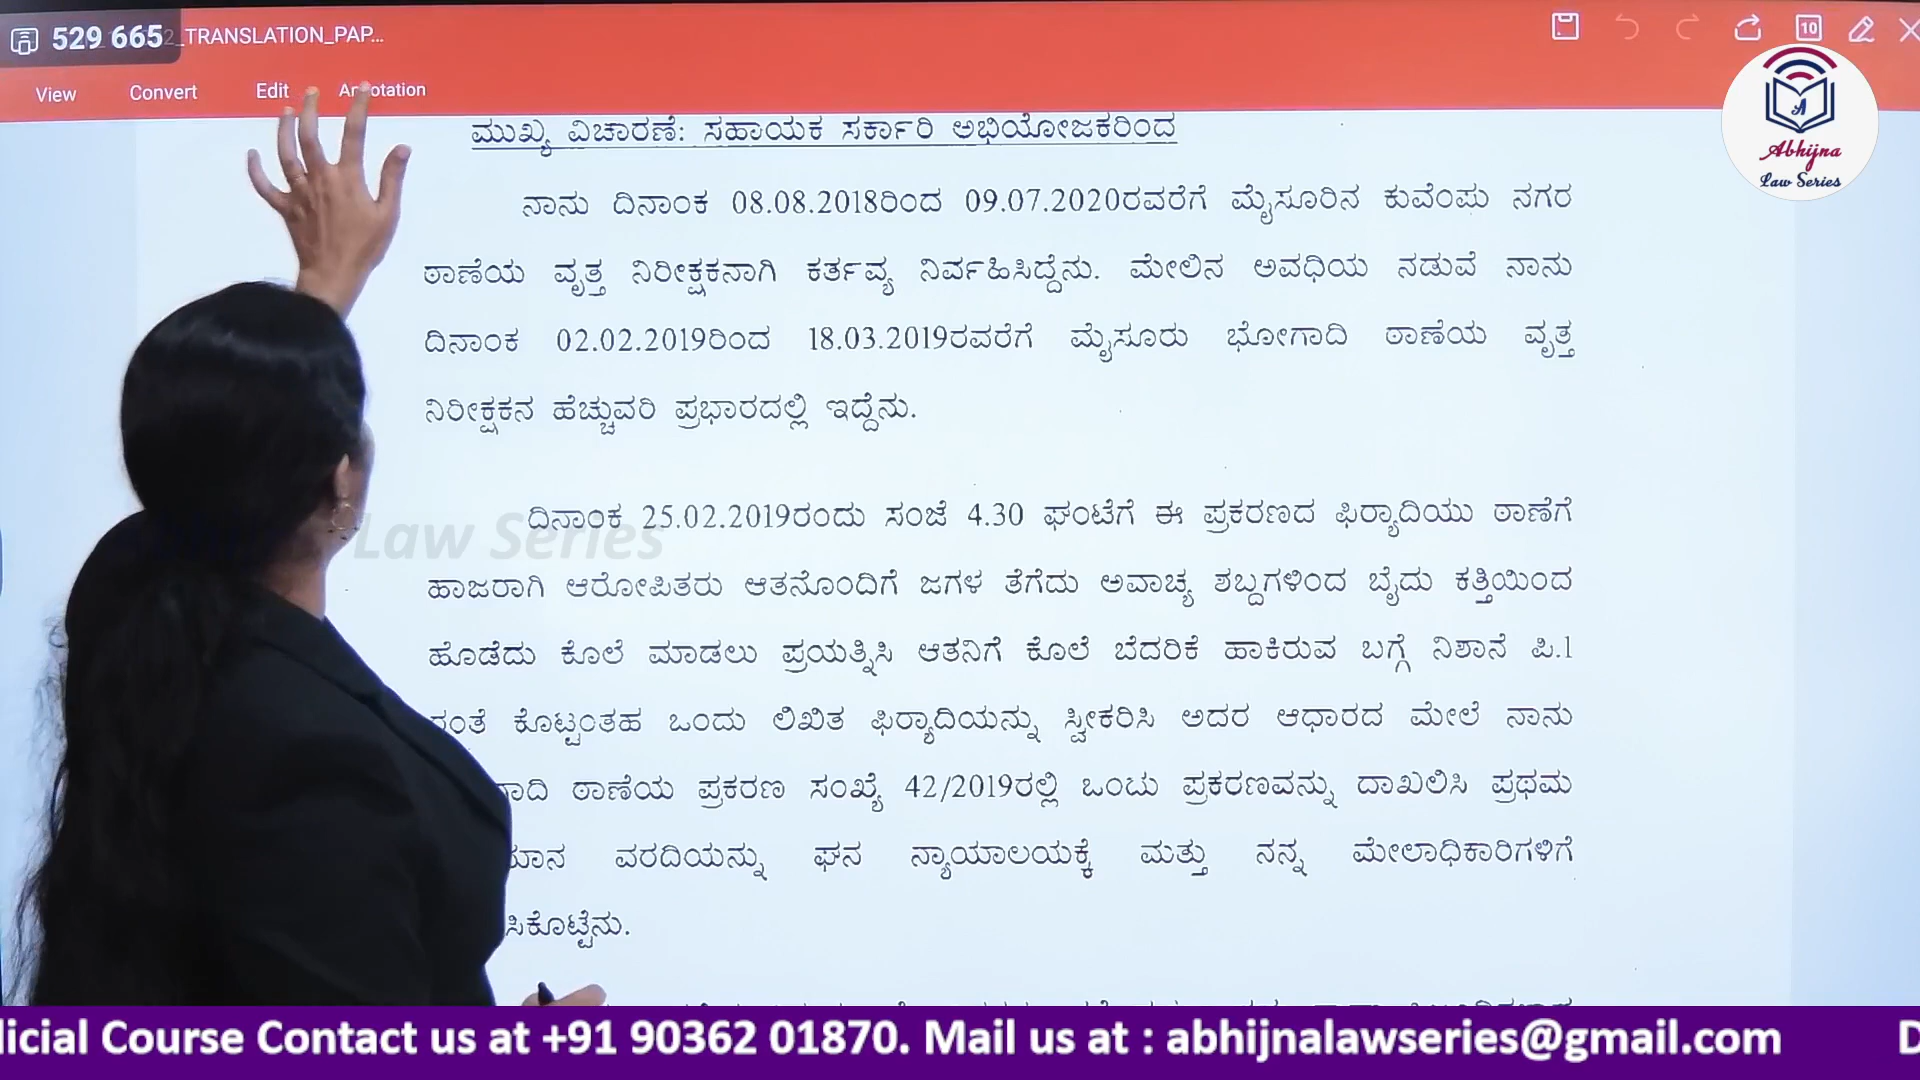 529 665 _TRANSLATION_PAP...
View Convert Edit Annotation
10
Abhijna
Law Series
ಮುಖ್ಯ ವಿಚಾರಣೆ: ಸಹಾಯಕ ಸರ್ಕಾರಿ ಅಭಿಯೋಜಕರಿಂದ
ನಾನು ದಿನಾಂಕ 08.08.2018ರಿಂದ 09.07.2020ರವರೆಗೆ ಮೈಸೂರಿನ ಕುವೆಂಪು ನಗರ
ಠಾಣೆಯ ವೃತ್ತ ನಿರೀಕ್ಷಕನಾಗಿ ಕರ್ತವ್ಯ ನಿರ್ವಹಿಸಿದ್ದೆನು. ಮೇಲಿನ ಅವಧಿಯ ನಡುವೆ ನಾನು
ದಿನಾಂಕ 02.02.2019ರಿಂದ 18.03.2019ರವರೆಗೆ ಮೈಸೂರು ಭೋಗಾದಿ ಠಾಣೆಯ ವೃತ್ತ
ನಿರೀಕ್ಷಕನ ಹೆಚ್ಚುವರಿ ಪ್ರಭಾರದಲ್ಲಿ ಇದ್ದೆನು.
ದಿನಾಂಕ 25.02.2019ರಂದು ಸಂಜೆ 4.30 ಘಂಟೆಗೆ ಈ ಪ್ರಕರಣದ ಫಿರ‍್ಯಾದಿಯು ಠಾಣೆಗೆ
Law Series
ಹಾಜರಾಗಿ ಆರೋಪಿತರು ಆತನೊಂದಿಗೆ ಜಗಳ ತೆಗೆದು ಅವಾಚ್ಯ ಶಬ್ದಗಳಿಂದ ಬೈದು ಕತ್ತಿಯಿಂದ
ಹೊಡೆದು ಕೊಲೆ ಮಾಡಲು ಪ್ರಯತ್ನಿಸಿ ಆತನಿಗೆ ಕೊಲೆ ಬೆದರಿಕೆ ಹಾಕಿರುವ ಬಗ್ಗೆ ನಿಶಾನೆ ಪಿ.1
ರಂತೆ ಕೊಟ್ಟಂತಹ ಒಂದು ಲಿಖಿತ ಫಿರ‍್ಯಾದಿಯನ್ನು ಸ್ವೀಕರಿಸಿ ಅದರ ಆಧಾರದ ಮೇಲೆ ನಾನು
ಠಾಣೆಯ ಪ್ರಕರಣ ಸಂಖ್ಯೆ 42/2019ರಲ್ಲಿ ಒಂದು ಪ್ರಕರಣವನ್ನು ದಾಖಲಿಸಿ ಪ್ರಥಮ
ವರದಿಯನ್ನು ಘನ ನ್ಯಾಯಾಲಯಕ್ಕೆ ಮತ್ತು ನನ್ನ ಮೇಲಾಧಿಕಾರಿಗಳಿಗೆ
ಸಿಕೊಟ್ಟೆನು.
licial Course Contact us at +91 90362 01870. Mail us at : abhijnalawseries@gmail.com D